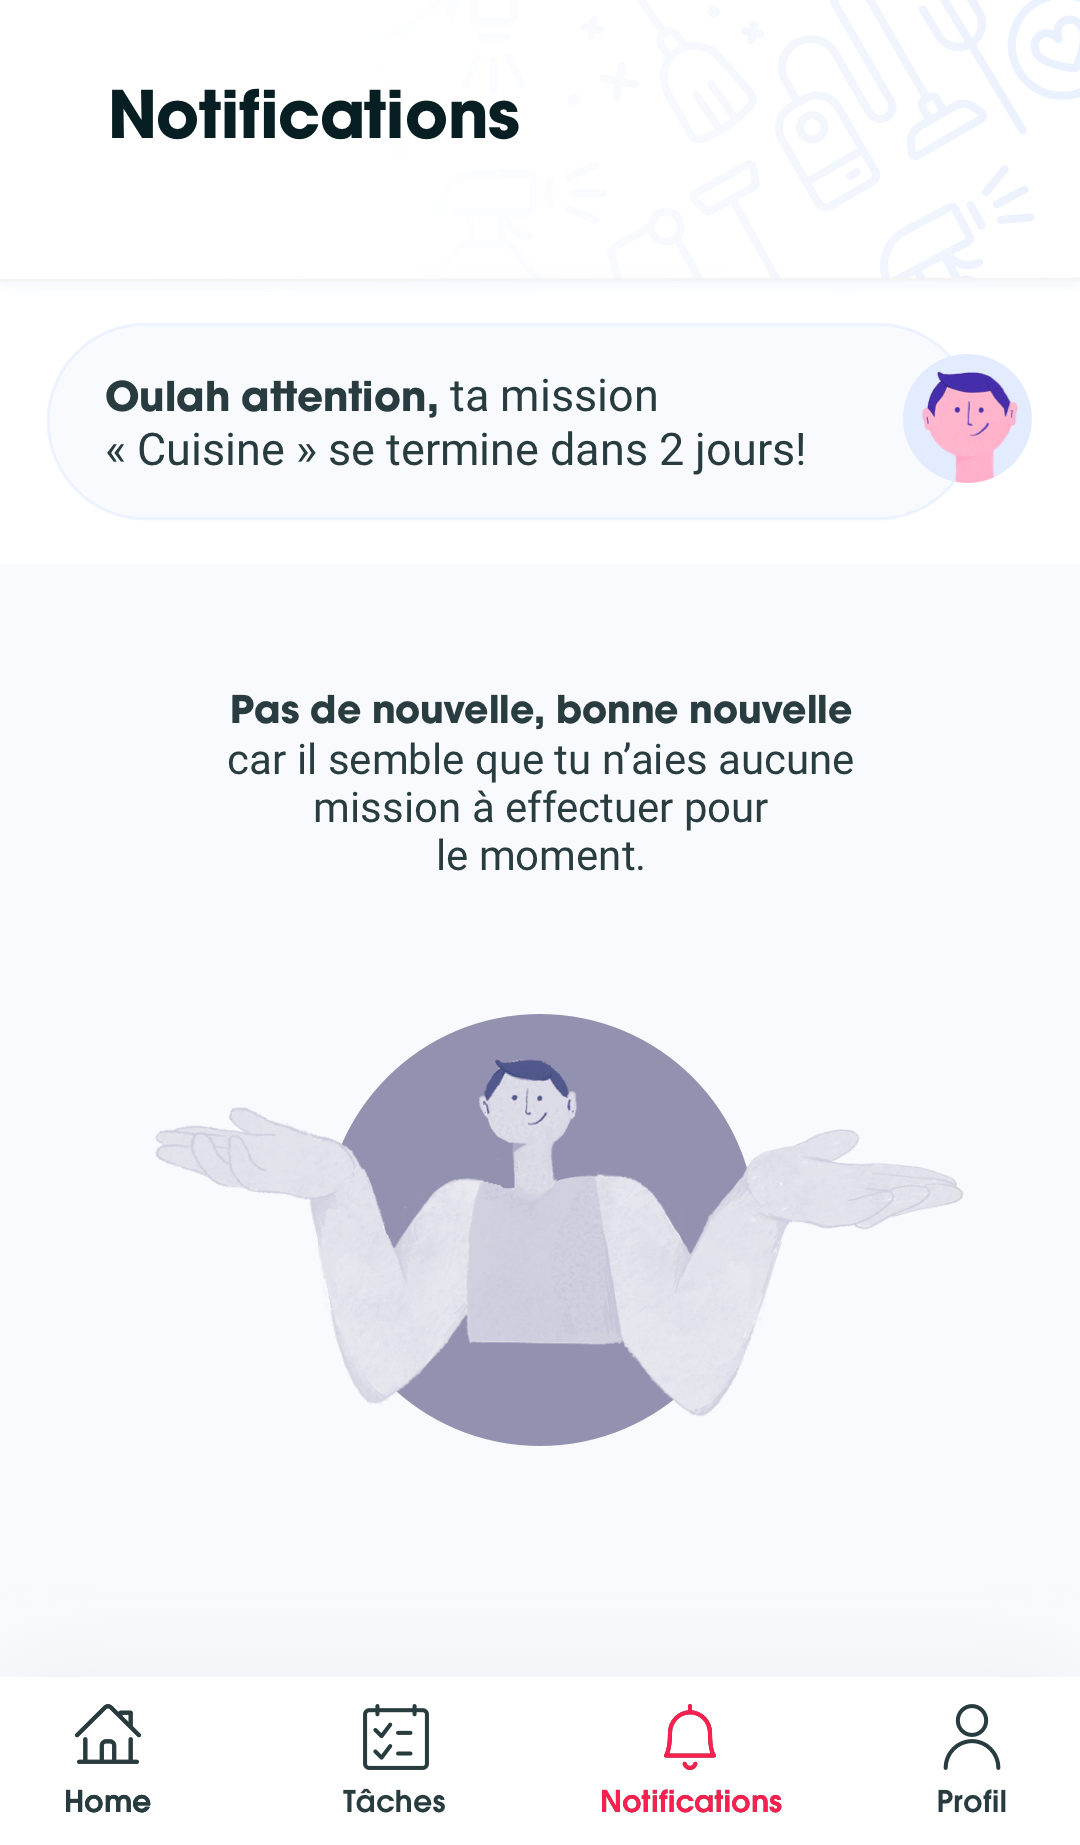 Notifications
Oulah attention, ta mission
« Cuisine » se termine dans 2 jours!
Pas de nouvelle, bonne nouvelle
car il semble que tu n’aies aucune
mission à effectuer pour
le moment.
Home
Tâches
Notifications
Profil